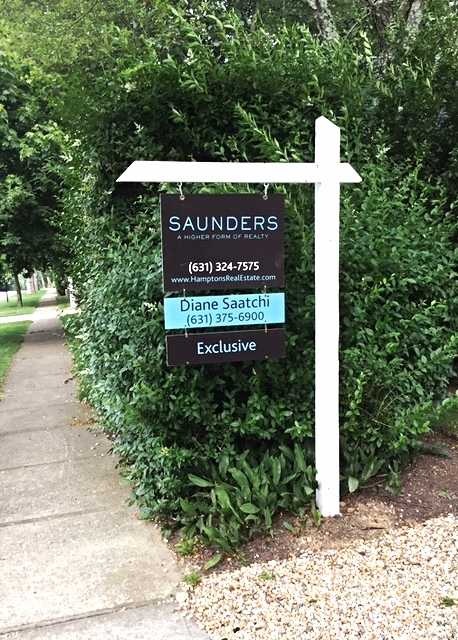 SAUNDERS
A HIGHER FORM OF REALTY
(631) 324-7575
www.HamptonsRealEstate.com
Diane Saatchi
(631) 375-6900
Exclusive